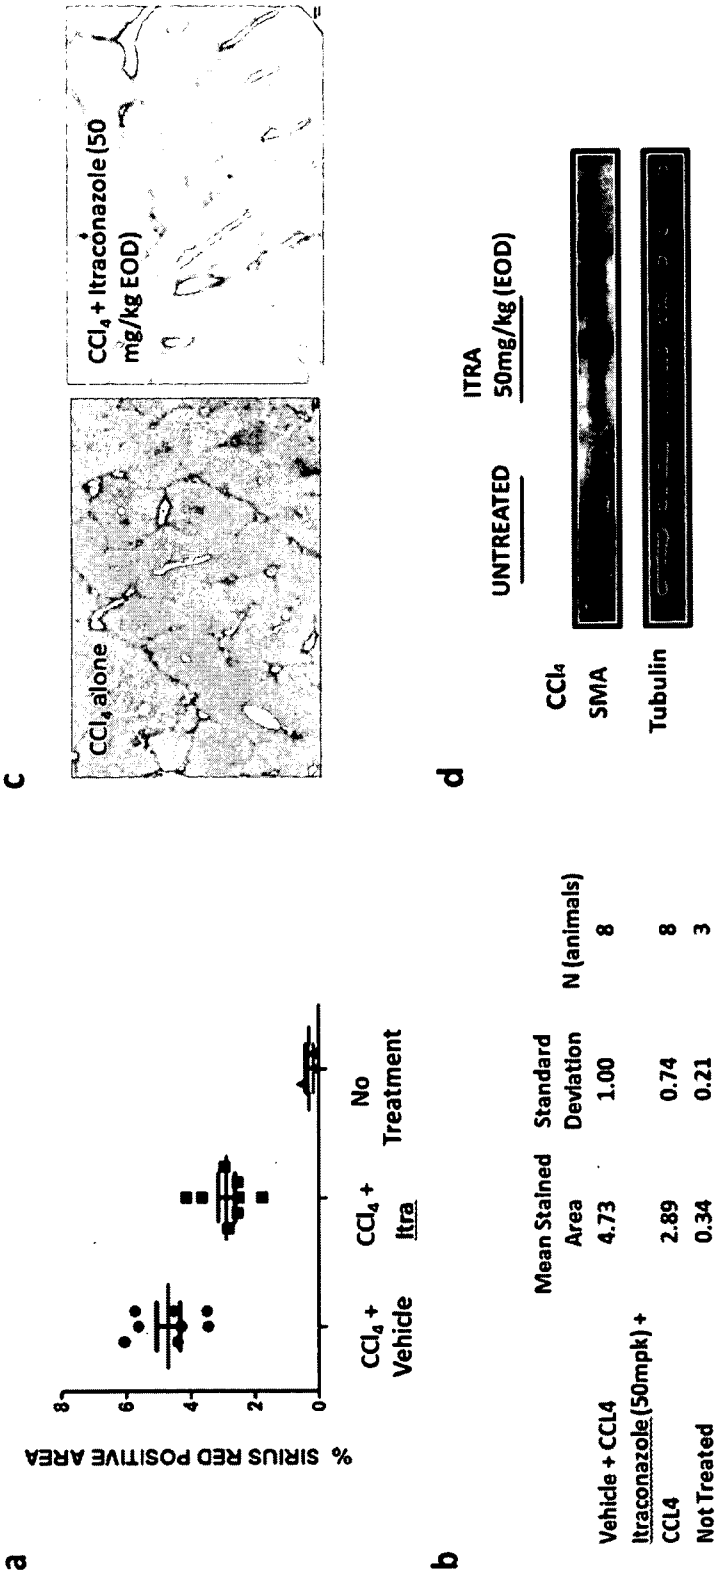 a
% SIRIUS RED POSITIVE AREA
8
6
4
2
0
CCl₄ +
Vehicle
CCl₄ +
Itra
No
Treatment
b
Mean Stained
Area
Standard
Deviation
N (animals)
Vehicle + CCL4
4.73
1.00
8
Itraconazole (50mpk) +
CCL4
2.89
0.74
8
Not Treated
0.34
0.21
3
c
CCl₄ alone
CCl₄ + Itraconazole (50
mg/kg EOD)
d
UNTREATED
ITRA
50mg/kg (EOD)
CCl₄
SMA
Tubulin